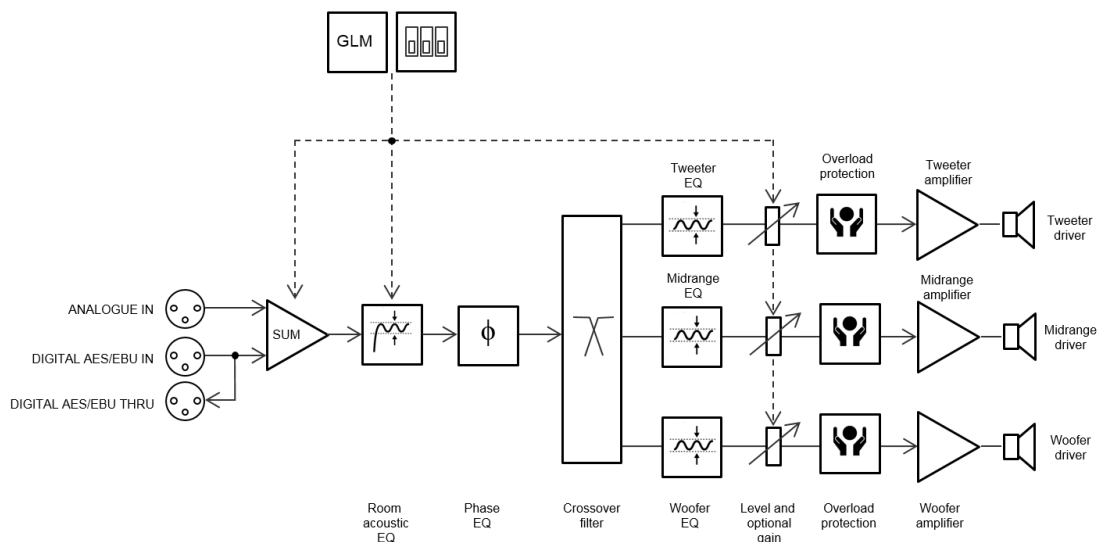 GLM
Tweeter
EQ
Overload
protection
Tweeter
amplifier
Tweeter
driver
Midrange
EQ
Midrange
amplifier
ANALOGUE IN
SUM
Φ
Midrange
driver
DIGITAL AES/EBU IN
DIGITAL AES/EBU THRU
Woofer
driver
Room
acoustic
EQ
Phase
EQ
Crossover
filter
Woofer
EQ
Level and
optional
gain
Overload
protection
Woofer
amplifier